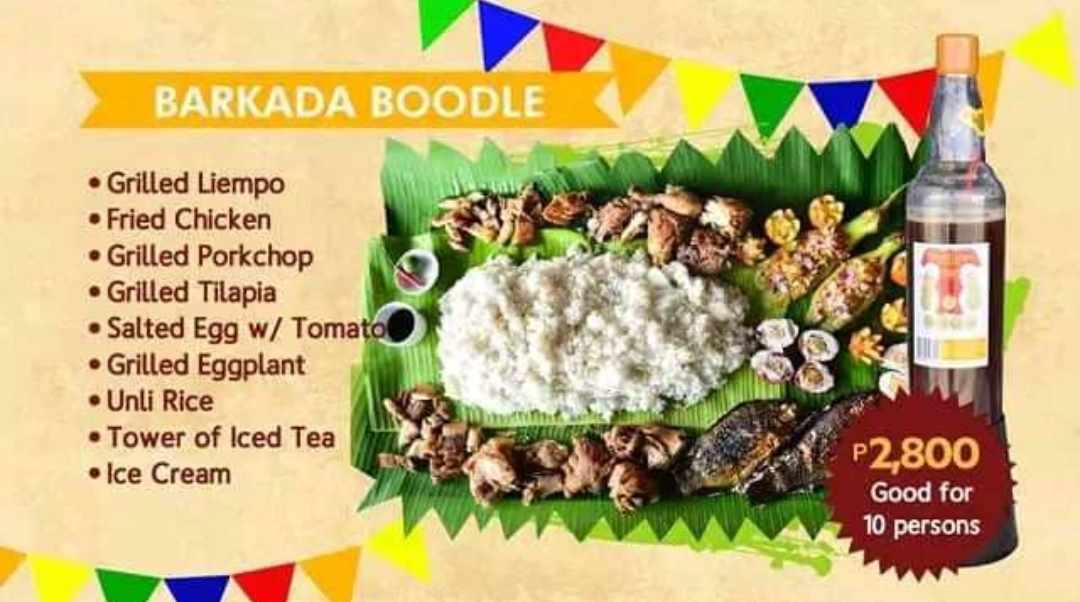 BARKADA BOODLE
• Grilled Liempo
• Fried Chicken
• Grilled Porkchop
• Grilled Tilapia
• Salted Egg w/ Tomato
• Grilled Eggplant
• Unli Rice
• Tower of Iced Tea
• Ice Cream
₱2,800
Good for
10 persons